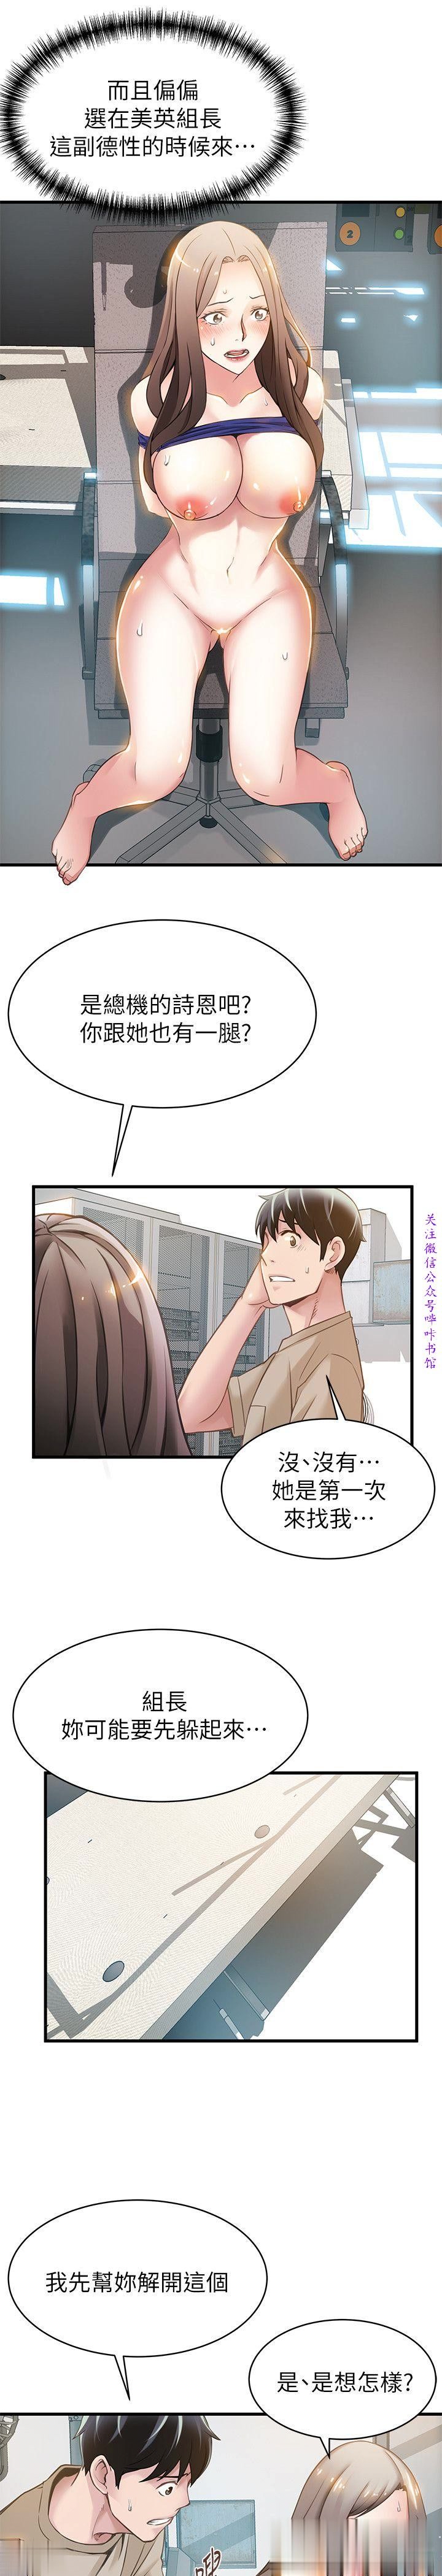 而且偏偏
選在美英組長
這副德性的時候來⋯
2
是總機的詩恩吧?
你跟她也有一腿?
關注微信公众号哔咔书馆
沒、沒有⋯
她是第一次
來找我⋯
組長
妳可能要先躲起來⋯
我先幫妳解開這個
是、是想怎樣?